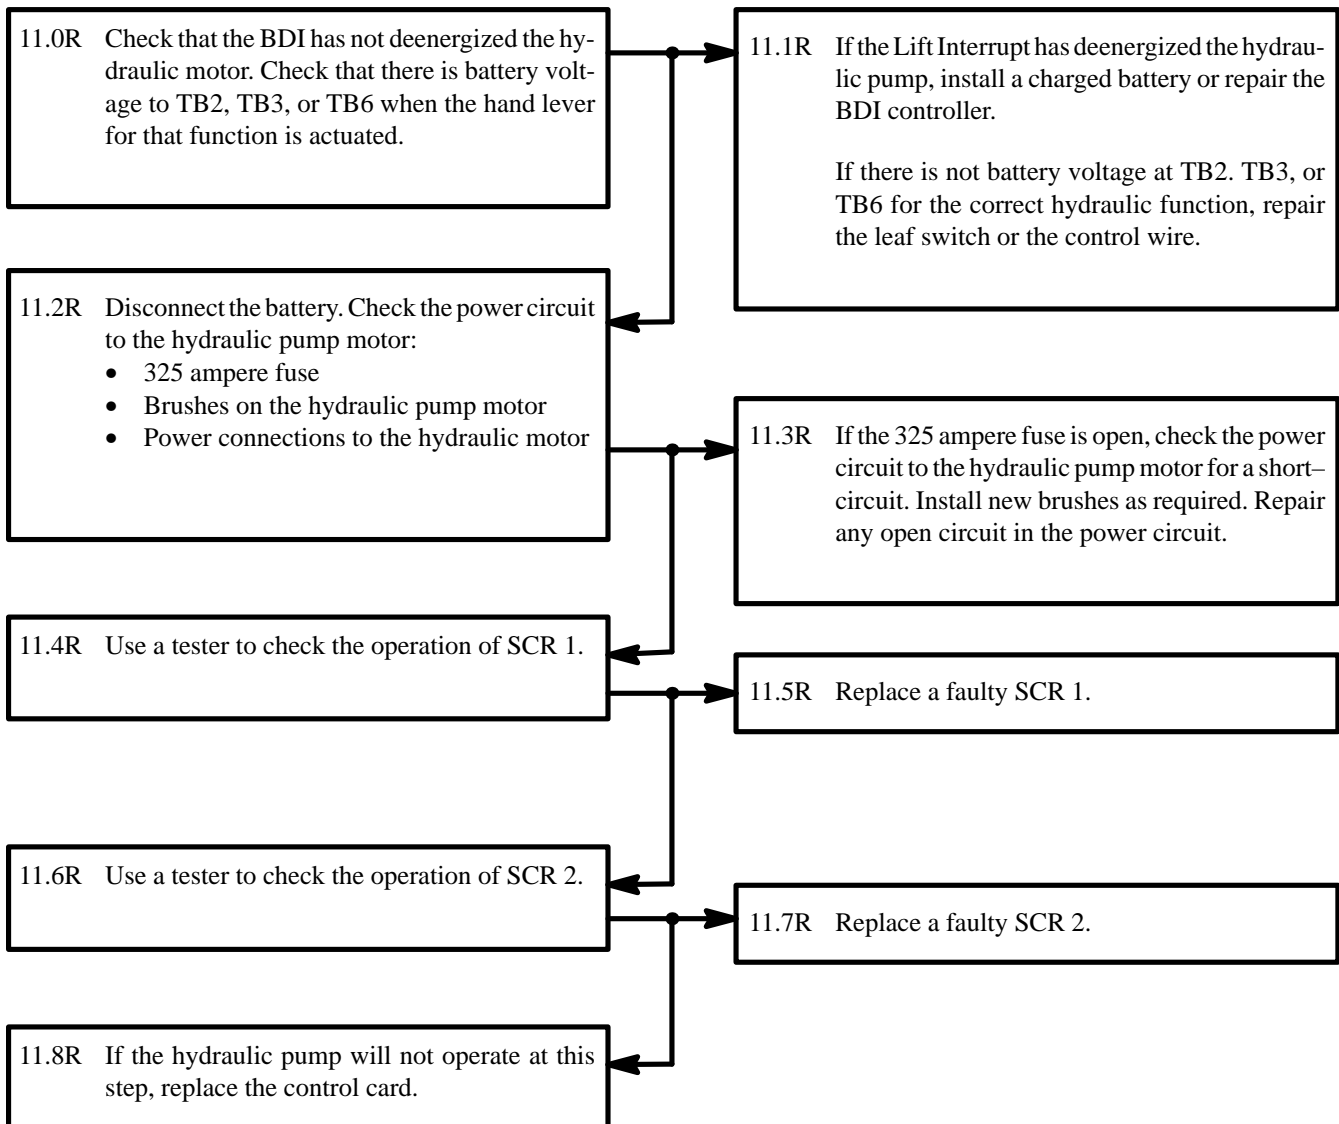 11.0R Check that the BDI has not deenergized the hy-
draulic motor. Check that there is battery volt-
age to TB2, TB3, or TB6 when the hand lever
for that function is actuated.
11.1R If the Lift Interrupt has deenergized the hydrau-
lic pump, install a charged battery or repair the
BDI controller.
If there is not battery voltage at TB2. TB3, or
TB6 for the correct hydraulic function, repair
the leaf switch or the control wire.
11.2R Disconnect the battery. Check the power circuit
to the hydraulic pump motor:
• 325 ampere fuse
• Brushes on the hydraulic pump motor
• Power connections to the hydraulic motor
11.3R If the 325 ampere fuse is open, check the power
circuit to the hydraulic pump motor for a short–
circuit. Install new brushes as required. Repair
any open circuit in the power circuit.
11.4R Use a tester to check the operation of SCR 1.
11.5R Replace a faulty SCR 1.
11.6R Use a tester to check the operation of SCR 2.
11.7R Replace a faulty SCR 2.
11.8R If the hydraulic pump will not operate at this
step, replace the control card.